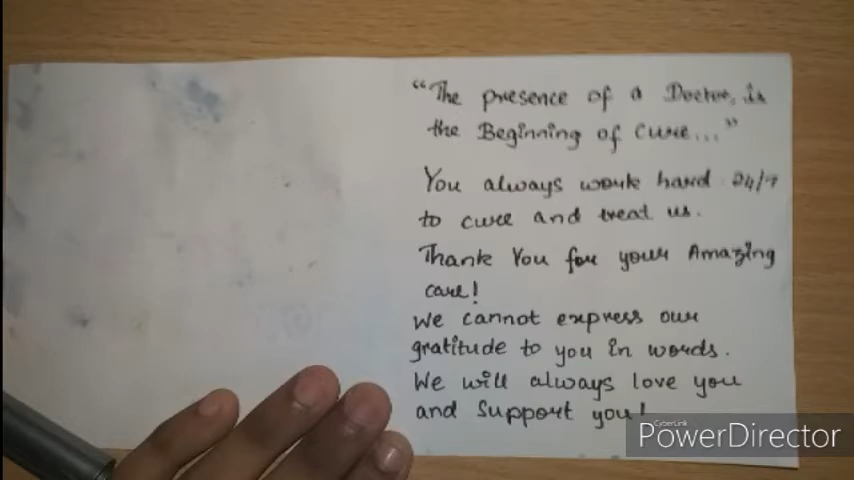 “The presence of a Doctor, is
the Beginning of cure...”
You always work hard 24/7
to cure and treat us.
Thank You for your Amazing
care!
We cannot express our
gratitude to you in words.
We will always love you
and Support you!
CyberLink
PowerDirector